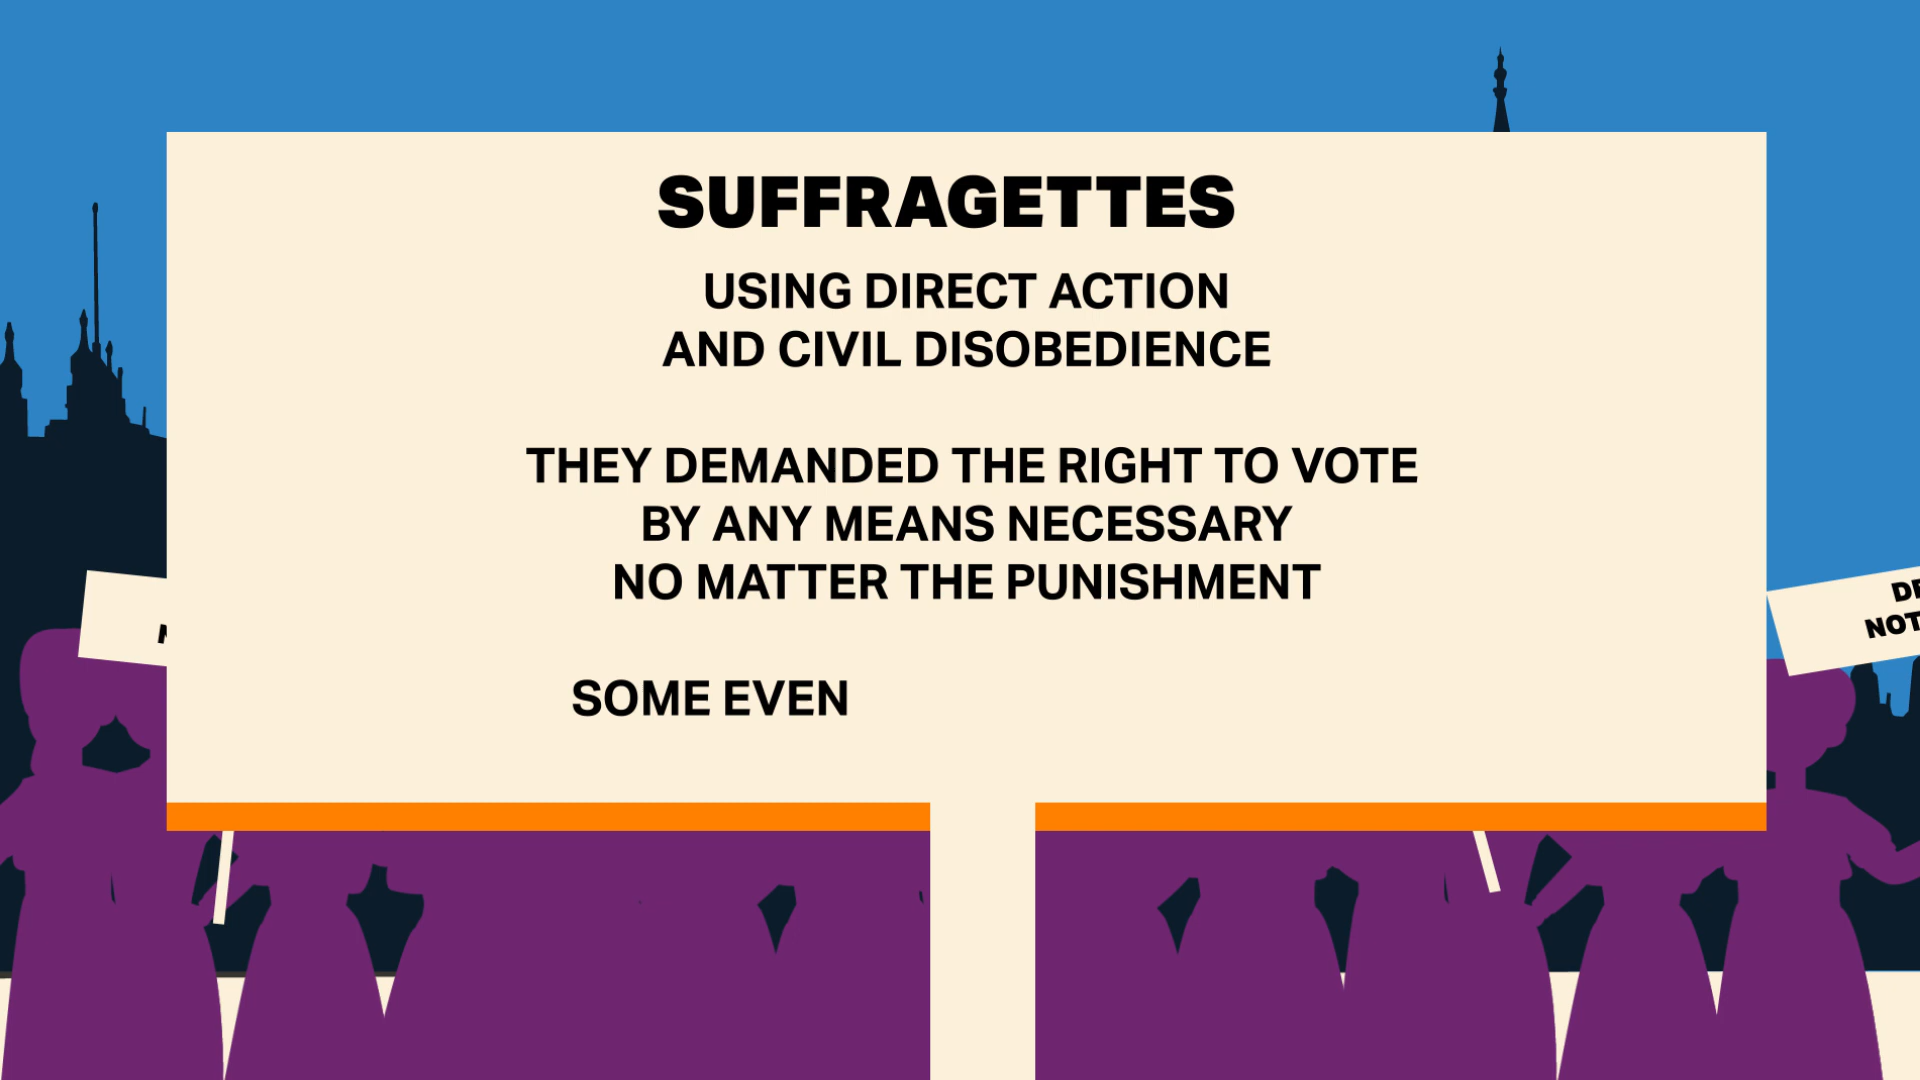 SUFFRAGETTES
USING DIRECT ACTION
AND CIVIL DISOBEDIENCE
THEY DEMANDED THE RIGHT TO VOTE
BY ANY MEANS NECESSARY
NO MATTER THE PUNISHMENT
SOME EVEN